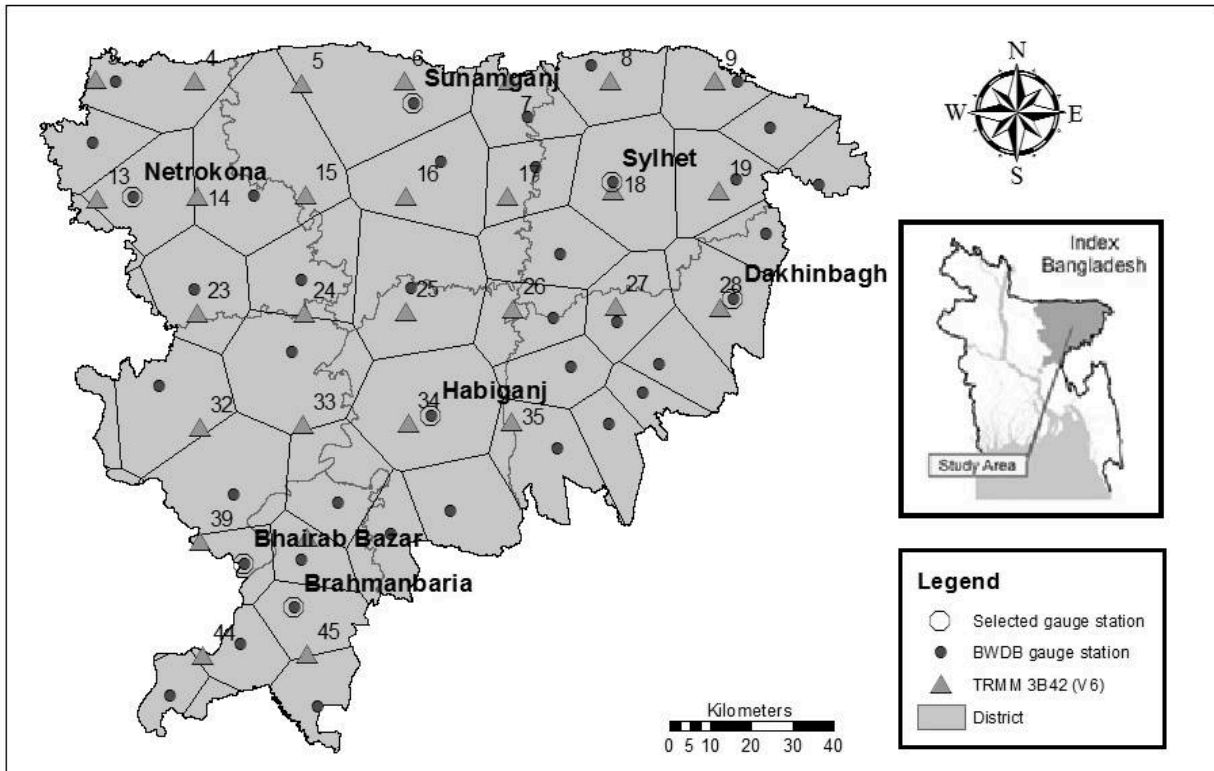 3 4 5 6 8 9
Sunamganj
7
N
W E
S
Netrokona
Sylhet
13 14 15 16 17 18 19
Dakhinbagh
23 24 25 26 27 28
Habiganj
32 33 34 35
39
Bhairab Bazar
Brahmanbaria
44 45
Index
Bangladesh
Study Area
Legend
Selected gauge station
BWDB gauge station
TRMM 3B42 (V6)
District
Kilometers
0 5 10 20 30 40